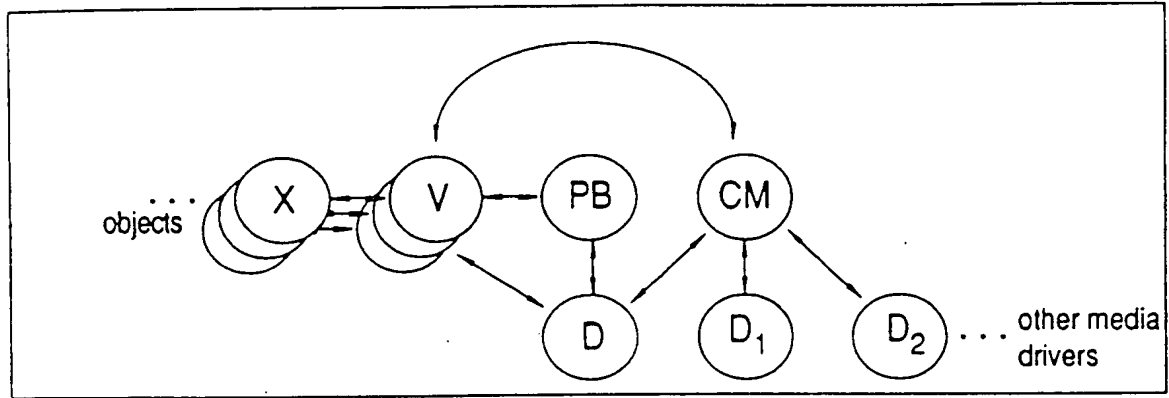 . . .
objects
X
V
PB
CM
D
D1
D2
. . . other media
drivers